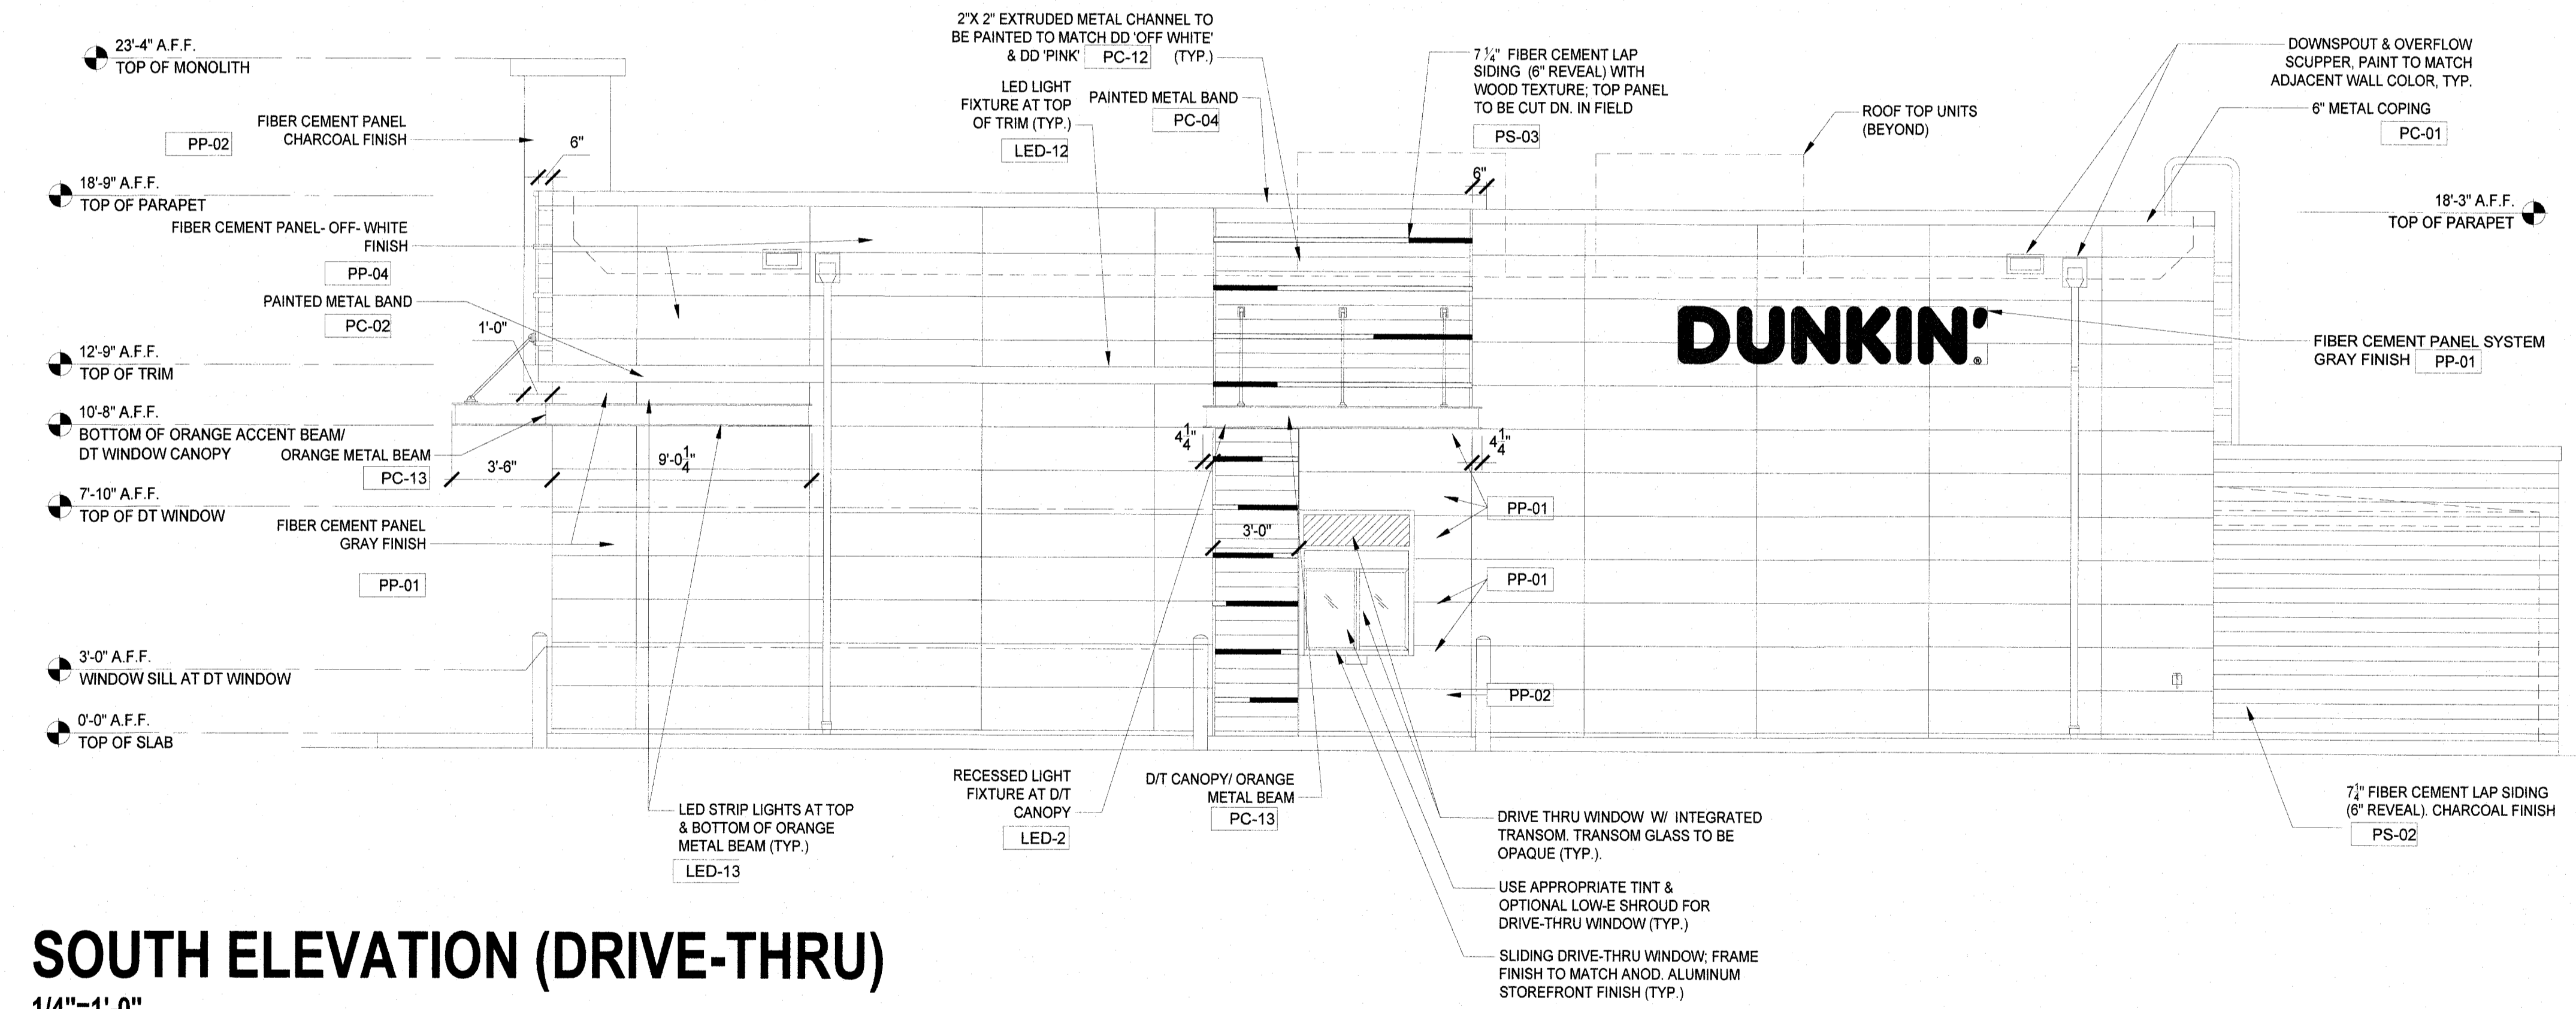 23'-4" A.F.F.
TOP OF MONOLITH
FIBER CEMENT PANEL
CHARCOAL FINISH
PP-02
6"
18'-9" A.F.F.
TOP OF PARAPET
FIBER CEMENT PANEL- OFF- WHITE
FINISH
PP-04
PAINTED METAL BAND
PC-02
1'-0"
12'-9" A.F.F.
TOP OF TRIM
10'-8" A.F.F.
BOTTOM OF ORANGE ACCENT BEAM/
DT WINDOW CANOPY
ORANGE METAL BEAM
PC-13
3'-6"
9'-0 1/4"
7'-10" A.F.F.
TOP OF DT WINDOW
FIBER CEMENT PANEL
GRAY FINISH
PP-01
3'-0" A.F.F.
WINDOW SILL AT DT WINDOW
0'-0" A.F.F.
TOP OF SLAB
2"X 2" EXTRUDED METAL CHANNEL TO
BE PAINTED TO MATCH DD 'OFF WHITE'
& DD 'PINK' PC-12 (TYP.)
LED LIGHT
FIXTURE AT TOP
OF TRIM (TYP.)
LED-12
PAINTED METAL BAND
PC-04
7 1/4" FIBER CEMENT LAP
SIDING (6" REVEAL) WITH
WOOD TEXTURE; TOP PANEL
TO BE CUT DN. IN FIELD
PS-03
6"
ROOF TOP UNITS
(BEYOND)
DOWNSPOUT & OVERFLOW
SCUPPER, PAINT TO MATCH
ADJACENT WALL COLOR, TYP.
6" METAL COPING
PC-01
18'-3" A.F.F.
TOP OF PARAPET
DUNKIN'
®
FIBER CEMENT PANEL SYSTEM
GRAY FINISH PP-01
4 1/4"
4 1/4"
3'-0"
PP-01
PP-01
PP-02
LED STRIP LIGHTS AT TOP
& BOTTOM OF ORANGE
METAL BEAM (TYP.)
LED-13
RECESSED LIGHT
FIXTURE AT D/T
CANOPY
LED-2
D/T CANOPY/ ORANGE
METAL BEAM
PC-13
DRIVE THRU WINDOW W/ INTEGRATED
TRANSOM. TRANSOM GLASS TO BE
OPAQUE (TYP.).
USE APPROPRIATE TINT &
OPTIONAL LOW-E SHROUD FOR
DRIVE-THRU WINDOW (TYP.)
SLIDING DRIVE-THRU WINDOW; FRAME
FINISH TO MATCH ANOD. ALUMINUM
STOREFRONT FINISH (TYP.)
7 1/4" FIBER CEMENT LAP SIDING
(6" REVEAL). CHARCOAL FINISH
PS-02
SOUTH ELEVATION (DRIVE-THRU)
1/4"=1'-0"